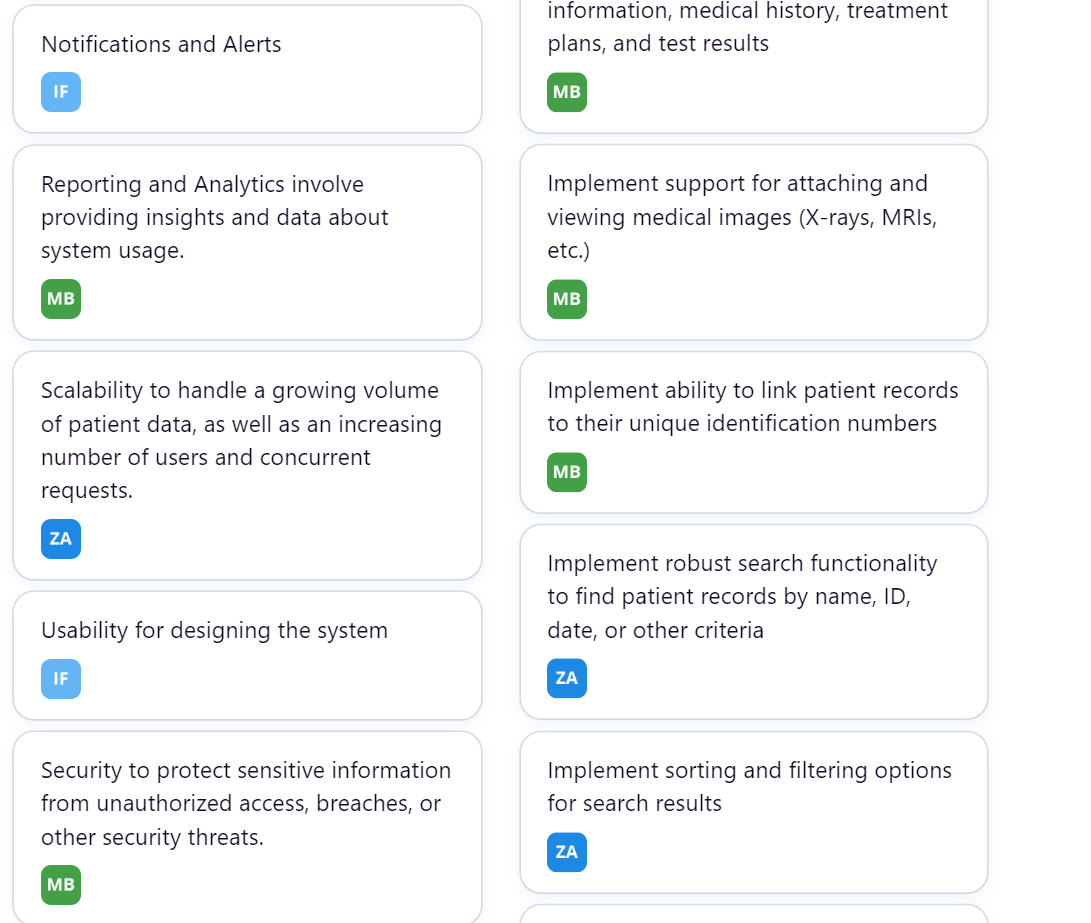 Notifications and Alerts
IF
Reporting and Analytics involve
providing insights and data about
system usage.
MB
Scalability to handle a growing volume
of patient data, as well as an increasing
number of users and concurrent
requests.
ZA
Usability for designing the system
IF
Security to protect sensitive information
from unauthorized access, breaches, or
other security threats.
MB
information, medical history, treatment
plans, and test results
MB
Implement support for attaching and
viewing medical images (X-rays, MRIs,
etc.)
MB
Implement ability to link patient records
to their unique identification numbers
MB
Implement robust search functionality
to find patient records by name, ID,
date, or other criteria
ZA
Implement sorting and filtering options
for search results
ZA